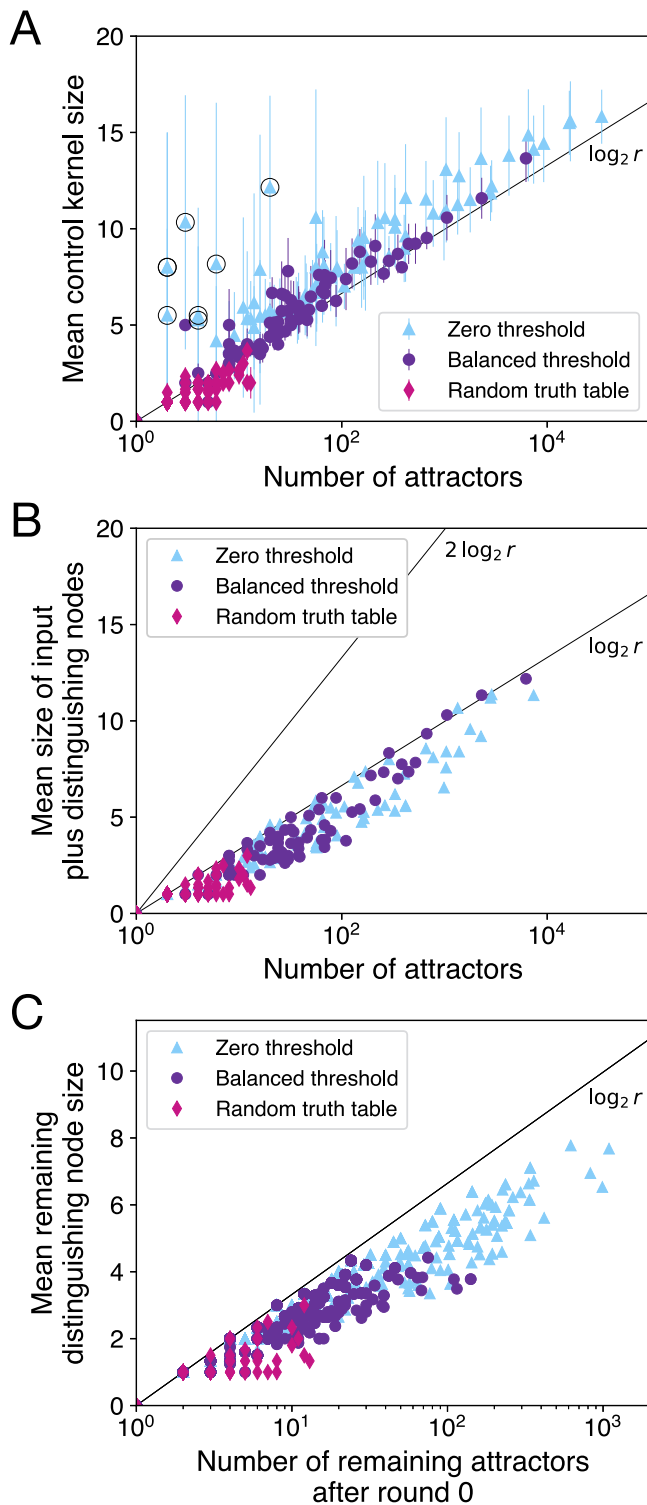 A
20
15
10
5
0
Mean control kernel size
log₂ r
Zero threshold
Balanced threshold
Random truth table
10⁰
10²
10⁴
Number of attractors
B
20
15
10
5
0
Mean size of input
plus distinguishing nodes
Zero threshold
Balanced threshold
Random truth table
2 log₂ r
log₂ r
10⁰
10²
10⁴
Number of attractors
C
10
8
6
4
2
0
Mean remaining
distinguishing node size
Zero threshold
Balanced threshold
Random truth table
log₂ r
10⁰
10¹
10²
10³
Number of remaining attractors
after round 0